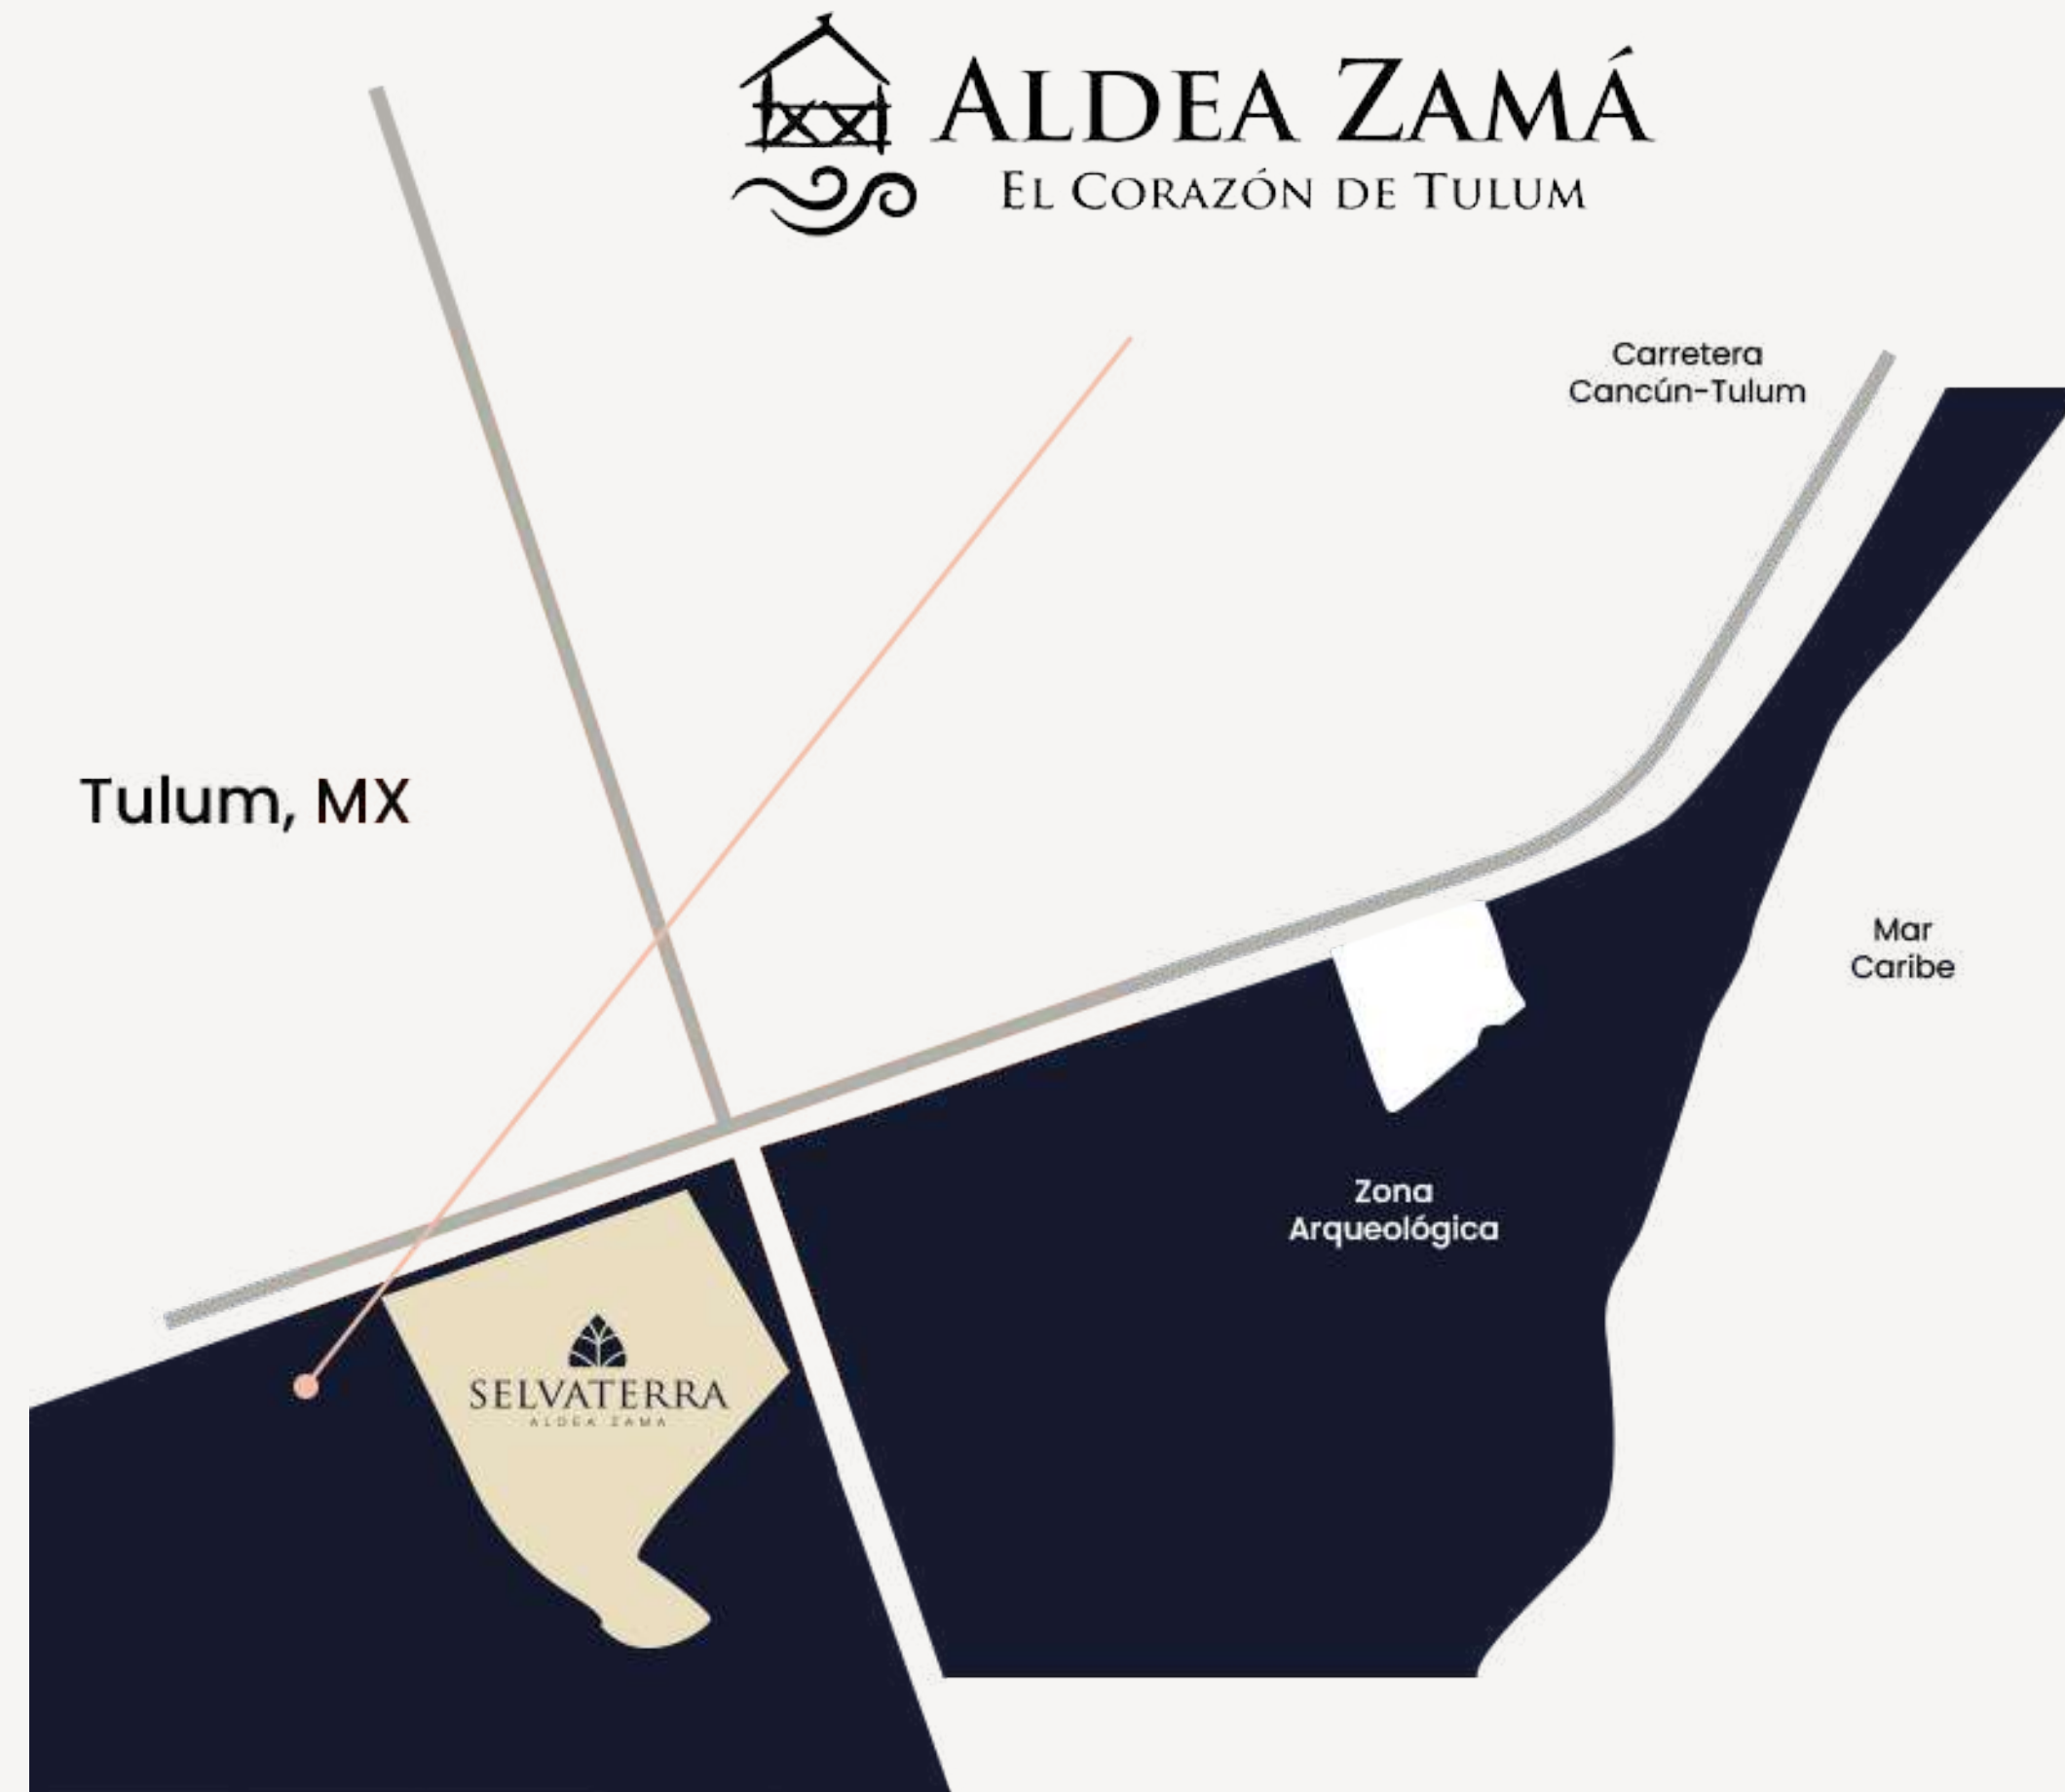 ALDEA ZAMÁ
EL CORAZÓN DE TULUM
Carretera
Cancún-Tulum
Tulum, MX
Mar
Caribe
Zona
Arqueológica
SELVATERRA
ALDEA ZAMA